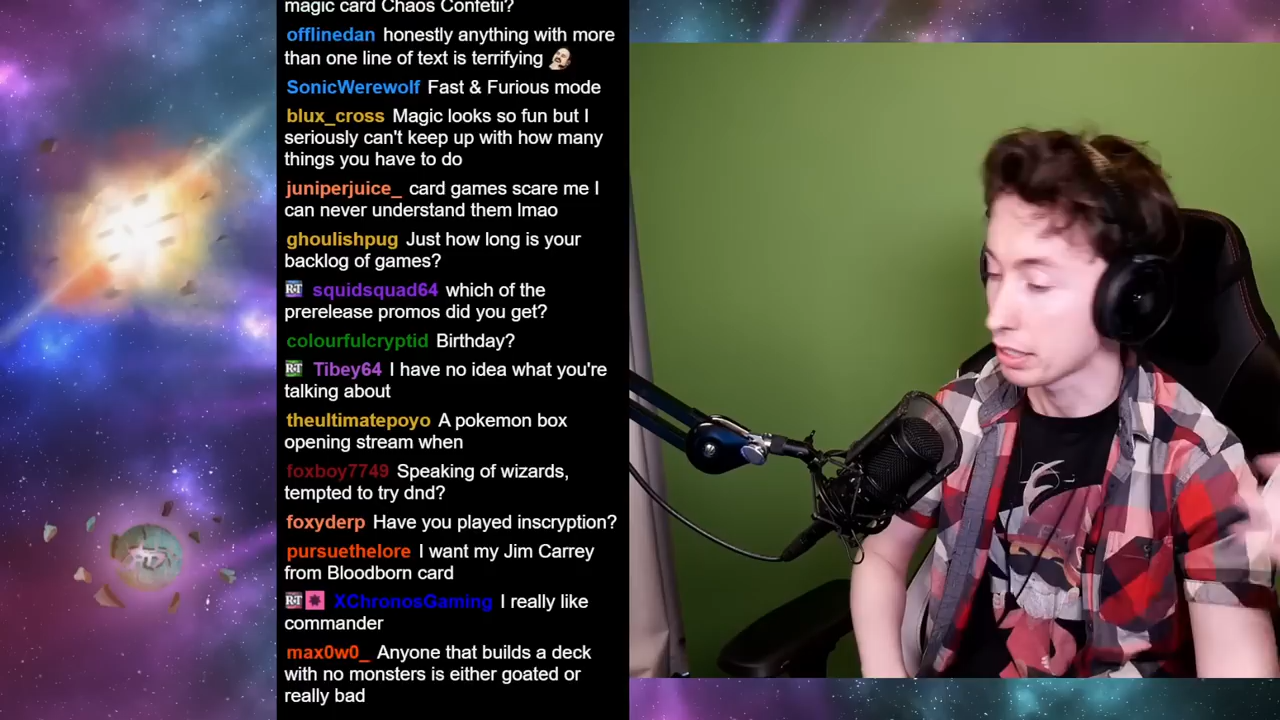 magic card Chaos Confetii?
offlinedan honestly anything with more
than one line of text is terrifying
SonicWerewolf Fast & Furious mode
blux_cross Magic looks so fun but I
seriously can't keep up with how many
things you have to do
juniperjuice_ card games scare me I
can never understand them lmao
ghoulishpug Just how long is your
backlog of games?
RT squidsquad64 which of the
prerelease promos did you get?
colourfulcryptid Birthday?
RT Tibey64 I have no idea what you're
talking about
theultimatepoyo A pokemon box
opening stream when
foxboy7749 Speaking of wizards,
tempted to try dnd?
foxyderp Have you played inscryption?
pursuethelore I want my Jim Carrey
from Bloodborn card
RT XChronosGaming I really like
commander
max0w0_ Anyone that builds a deck
with no monsters is either goated or
really bad